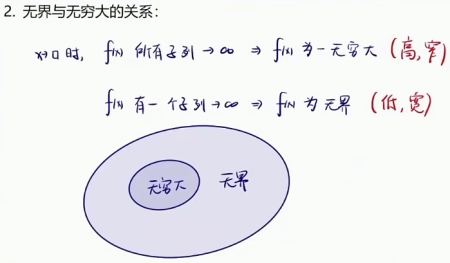 2. 无界与无穷大的关系:
x→□时, f(x) 所有子列→∞ ⇒ f(x) 为一无穷大 (高,窄)
f(x) 有一个子列→∞ ⇒ f(x) 为无界 (低,宽)
无穷大 无界